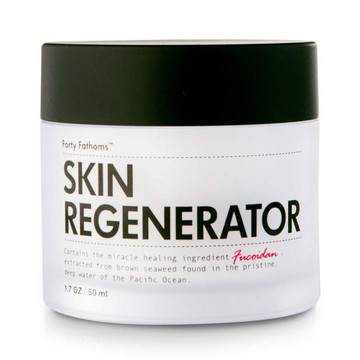 Forty Fathoms™
SKIN
REGENERATOR
Contains the miracle healing ingredient Fucoidan,
extracted from brown seaweed found in the pristine,
deep water of the Pacific Ocean.
1.7 OZ / 50 ml